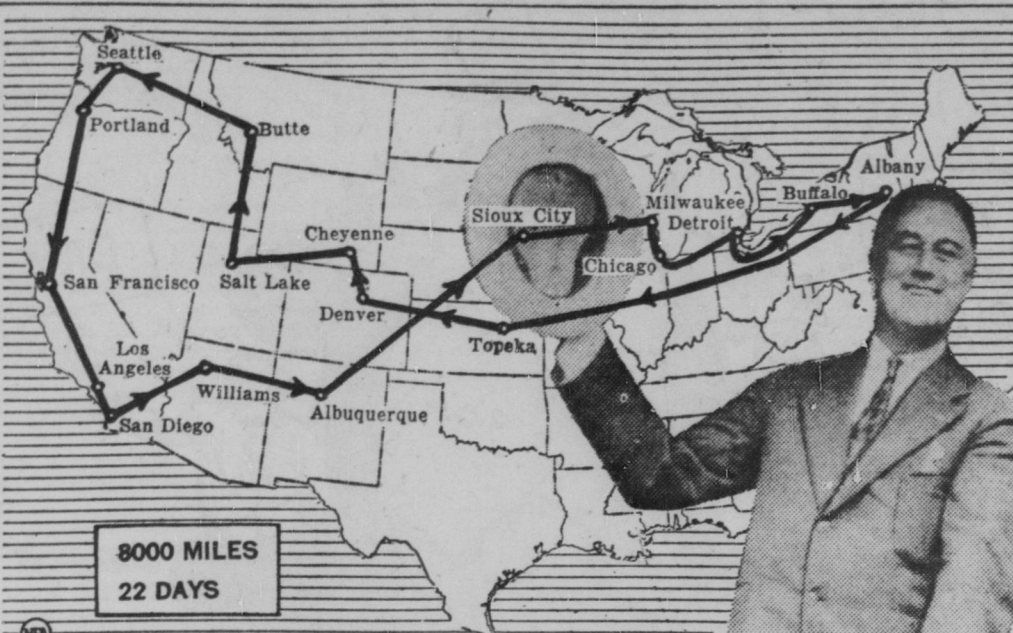 Seattle
Portland
Butte
Albany
Buffalo
Milwaukee
Detroit
Sioux City
Cheyenne
Chicago
San Francisco
Salt Lake
Denver
Topeka
Los
Angeles
Williams
Albuquerque
San Diego
8000 MILES
22 DAYS